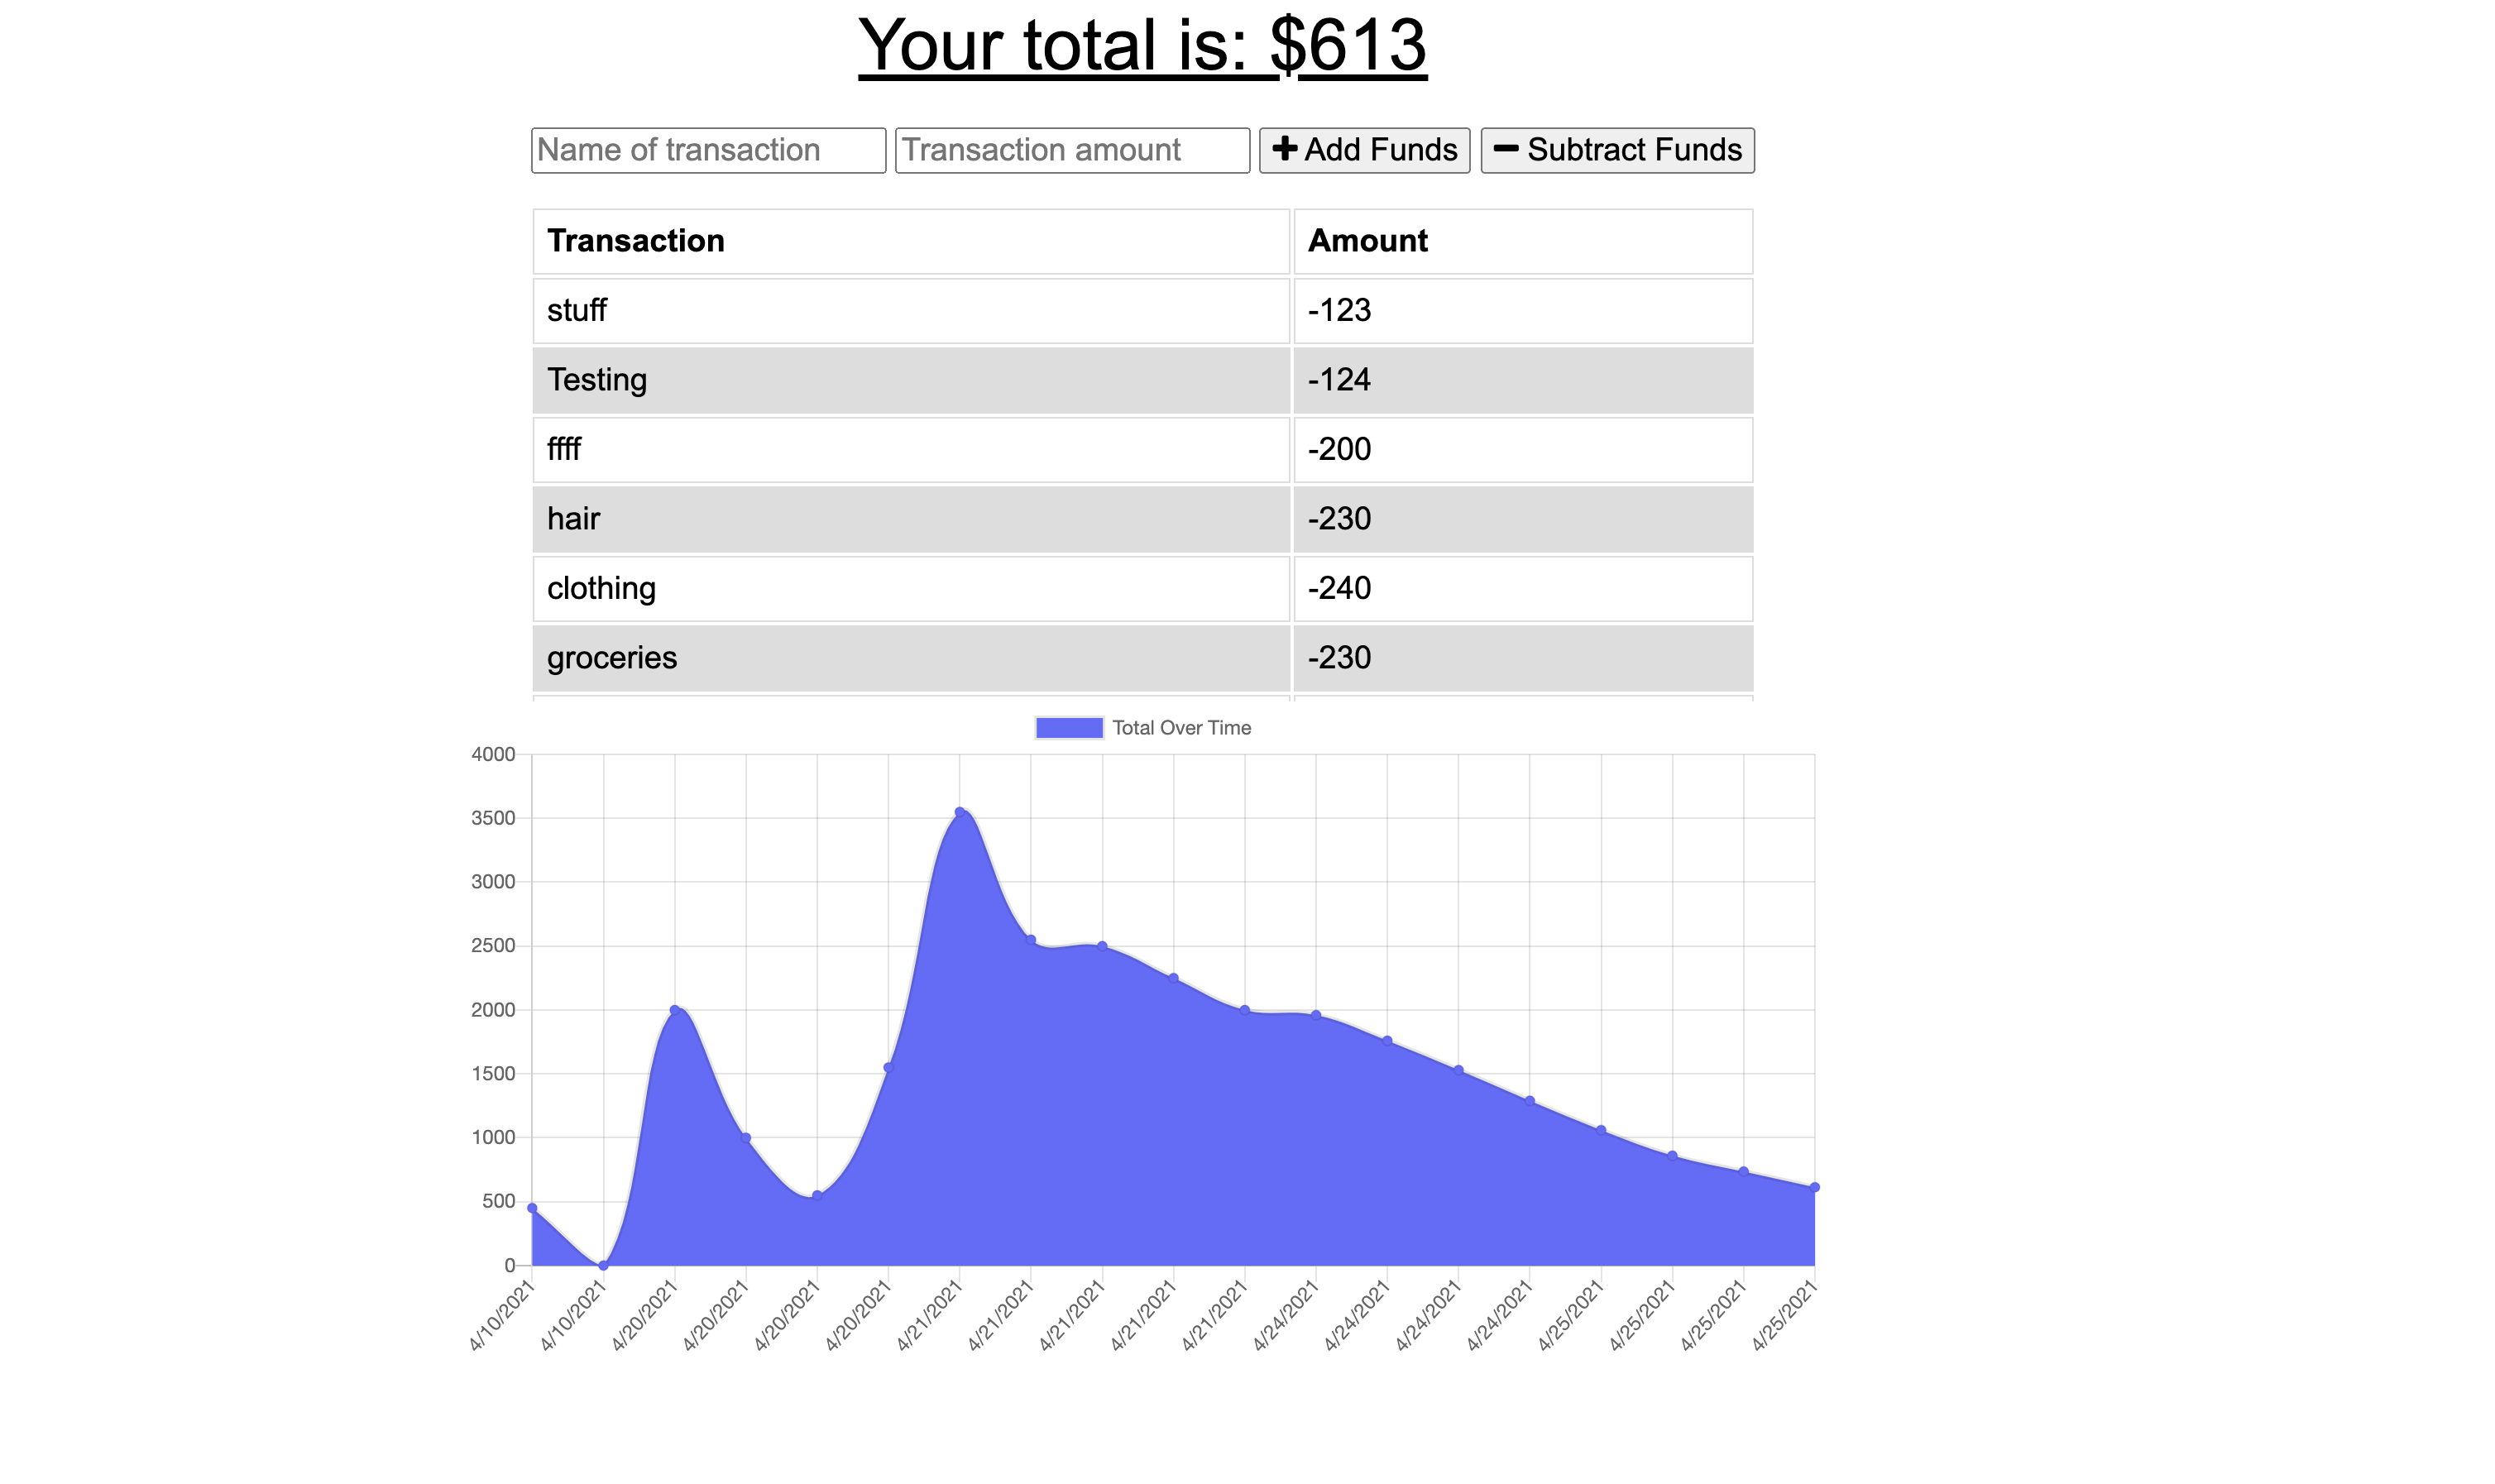 Your total is: $613
Name of transaction Transaction amount Add Funds Subtract Funds
Transaction Amount
stuff -123
Testing -124
ffff -200
hair -230
clothing -240
groceries -230
Total Over Time
4000
3500
3000
2500
2000
1500
1000
500
0
4/10/2021 4/10/2021 4/20/2021 4/20/2021 4/20/2021 4/20/2021 4/21/2021 4/21/2021 4/21/2021 4/21/2021 4/21/2021 4/24/2021 4/24/2021 4/24/2021 4/24/2021 4/25/2021 4/25/2021 4/25/2021 4/25/2021